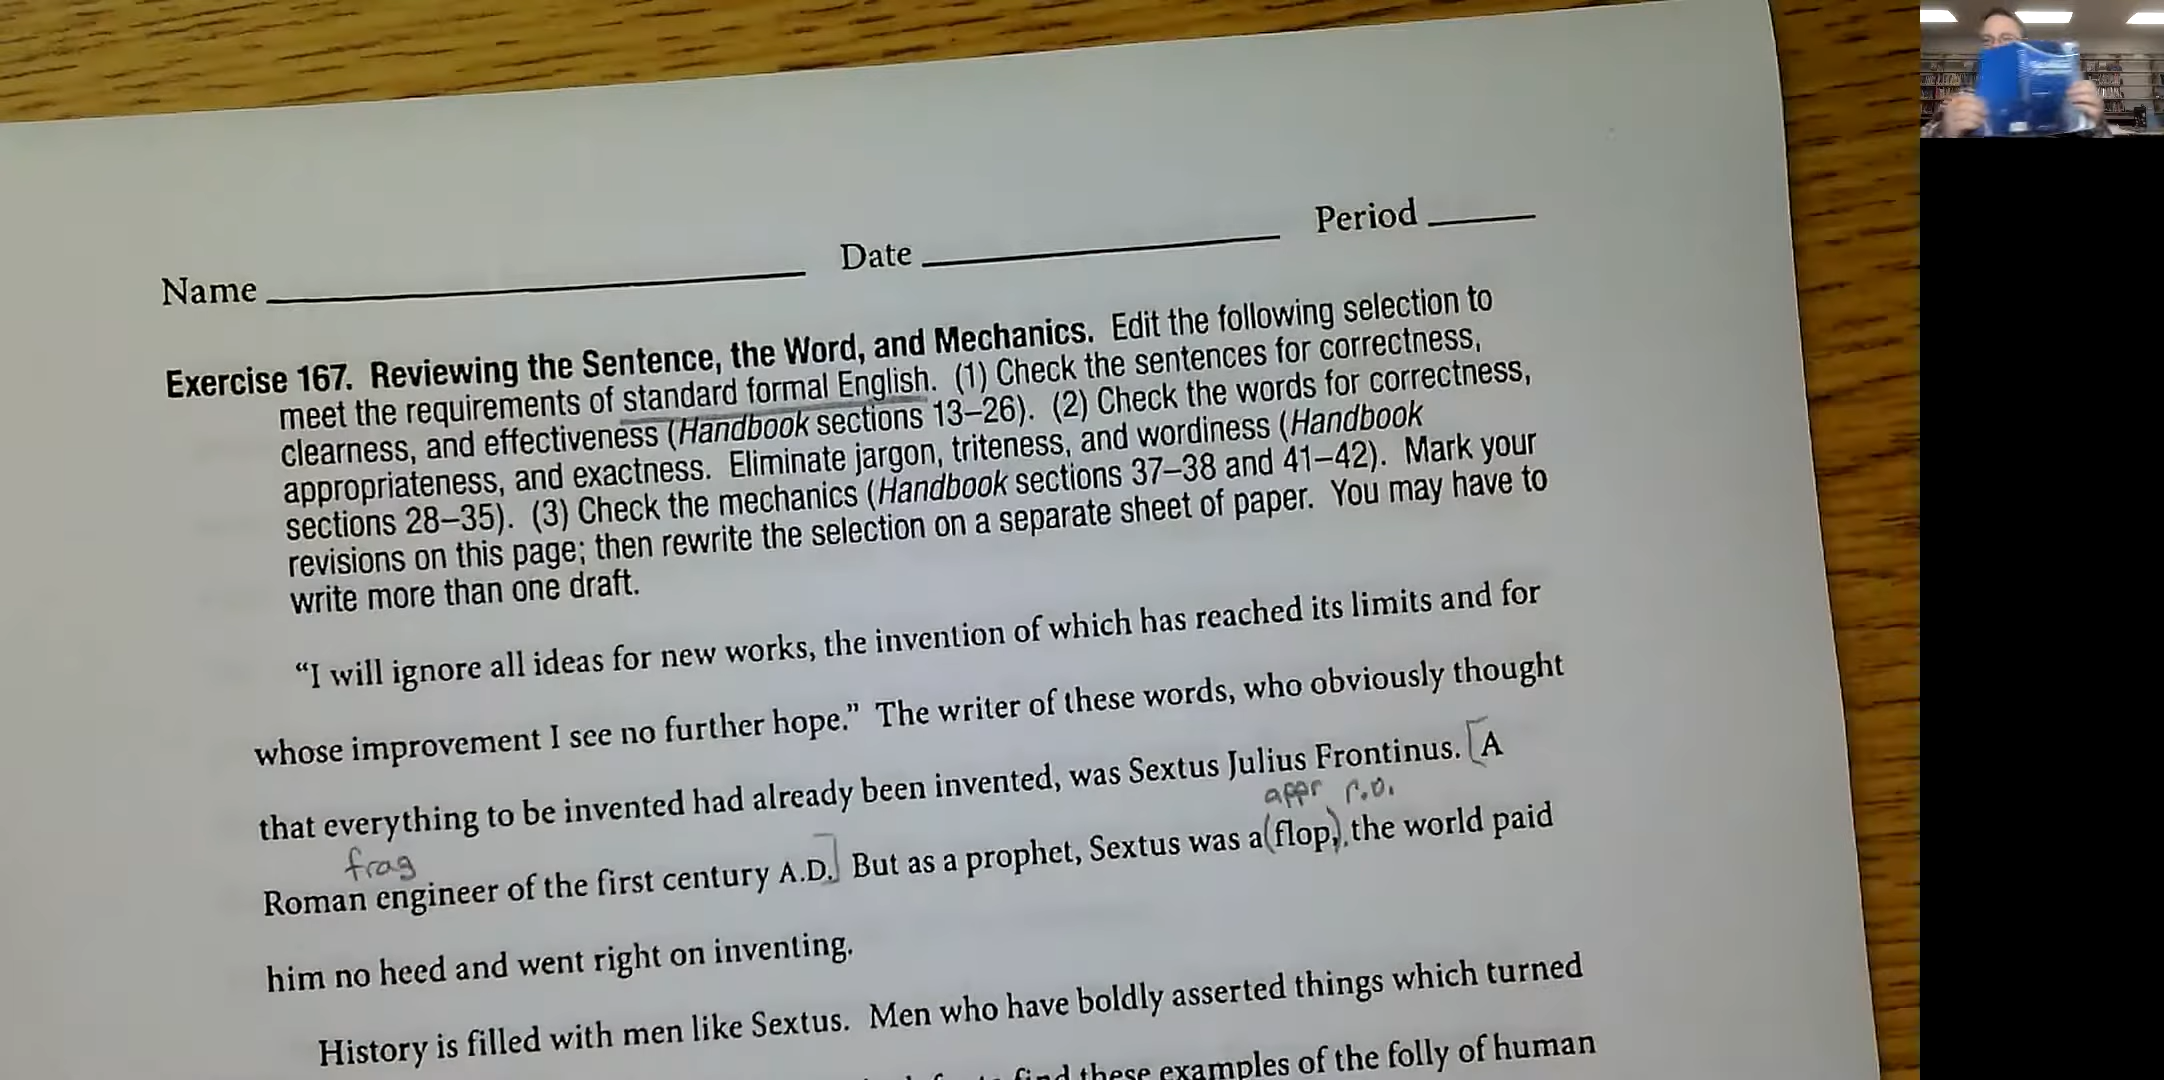 Name Date Period
Exercise 167. Reviewing the Sentence, the Word, and Mechanics. Edit the following selection to
meet the requirements of standard formal English. (1) Check the sentences for correctness,
clearness, and effectiveness (Handbook sections 13–26). (2) Check the words for correctness,
appropriateness, and exactness. Eliminate jargon, triteness, and wordiness (Handbook
sections 28–35). (3) Check the mechanics (Handbook sections 37–38 and 41–42). Mark your
revisions on this page; then rewrite the selection on a separate sheet of paper. You may have to
write more than one draft.
“I will ignore all ideas for new works, the invention of which has reached its limits and for
whose improvement I see no further hope.” The writer of these words, who obviously thought
that everything to be invented had already been invented, was Sextus Julius Frontinus. [A
appr r.o.
frag
Roman engineer of the first century A.D.] But as a prophet, Sextus was a (flop,) the world paid
him no heed and went right on inventing.
History is filled with men like Sextus. Men who have boldly asserted things which turned
find these examples of the folly of human